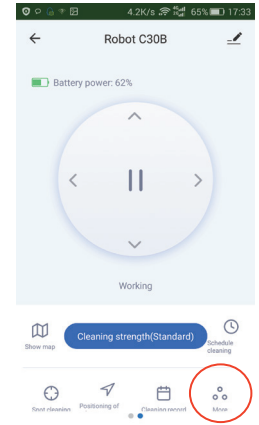 4.2K/s 65% 17:33
Robot C30B
Battery power: 62%
Working
Show map
Cleaning strength(Standard)
Schedule
cleaning
Spot cleaning
Positioning of
Cleaning record
More